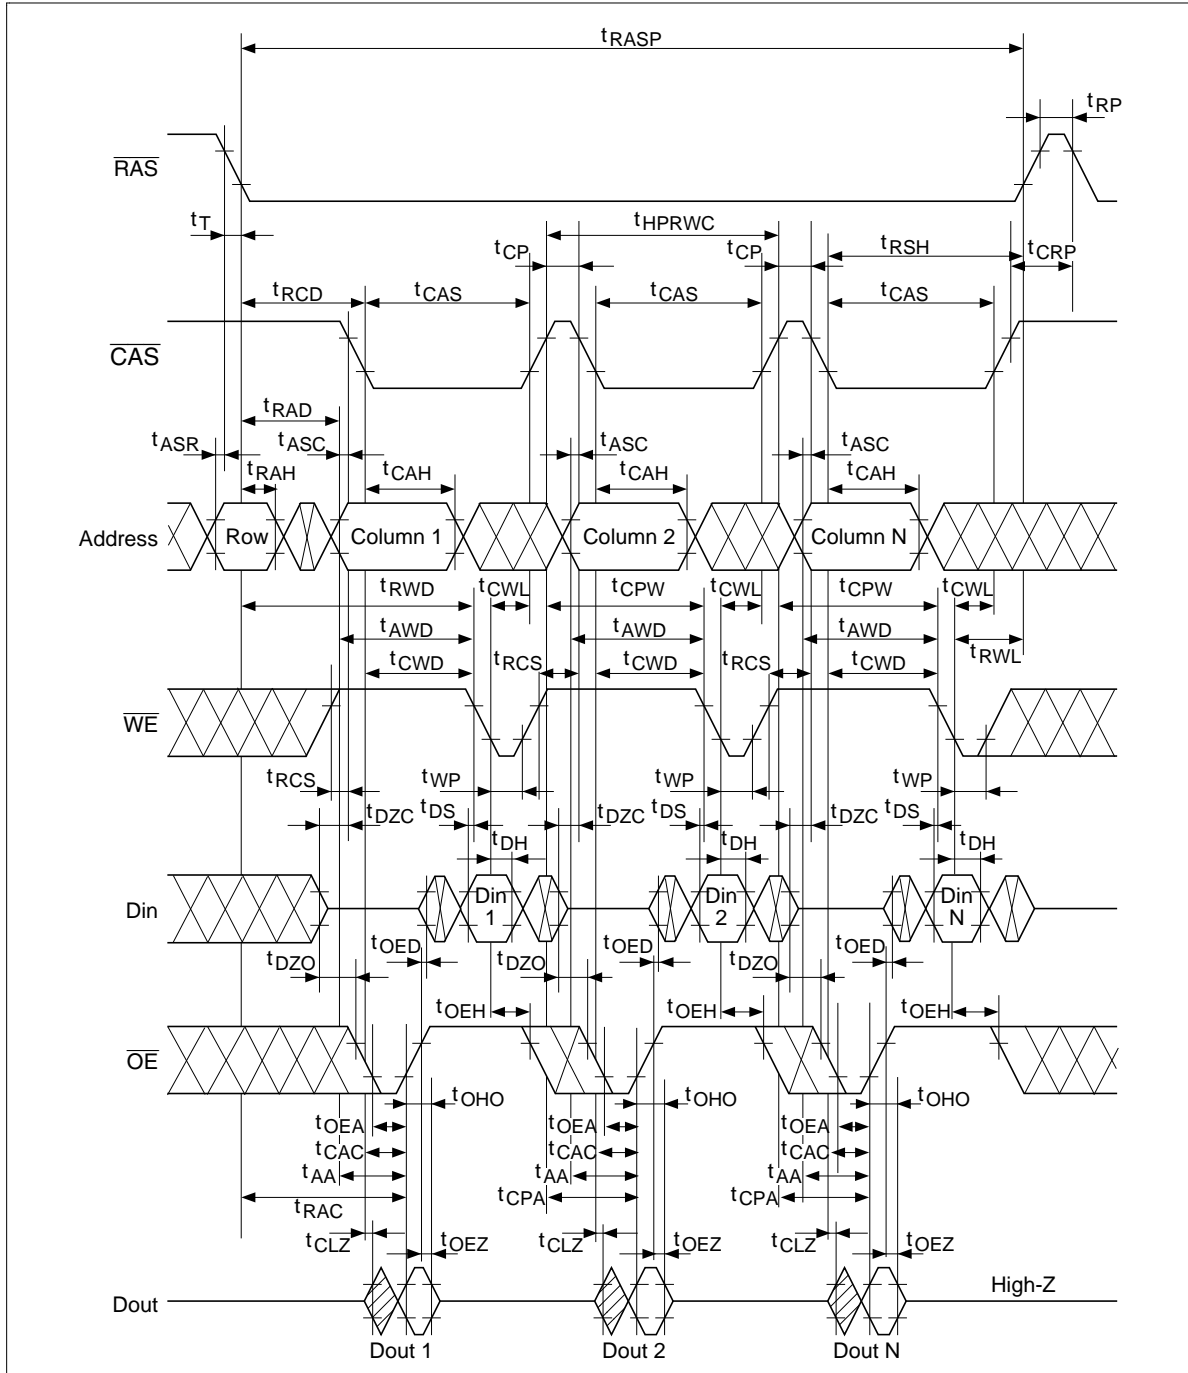 tRASP
tRP
RAS
tT
tHPRWC
tCP
tCP
tRSH
tCRP
tRCD
tCAS
tCAS
tCAS
CAS
tRAD
tASR
tASC
tASC
tASC
tRAH
tCAH
tCAH
tCAH
Address
Row
Column 1
Column 2
Column N
tRWD
tCWL
tCPW
tCWL
tCPW
tCWL
tAWD
tAWD
tAWD
tCWD
tRCS
tCWD
tRCS
tCWD
tRWL
WE
tRCS
tWP
tWP
tWP
tDZC
tDS
tDZC
tDS
tDZC
tDS
tDH
tDH
tDH
Din
Din 1
Din 2
Din N
tOED
tOED
tOED
tDZO
tDZO
tDZO
tOEH
tOEH
tOEH
OE
tOHO
tOHO
tOHO
tOEA
tOEA
tOEA
tCAC
tCAC
tCAC
tAA
tAA
tAA
tRAC
tCPA
tCPA
tCLZ
tOEZ
tCLZ
tOEZ
tCLZ
tOEZ
Dout
High-Z
Dout 1
Dout 2
Dout N